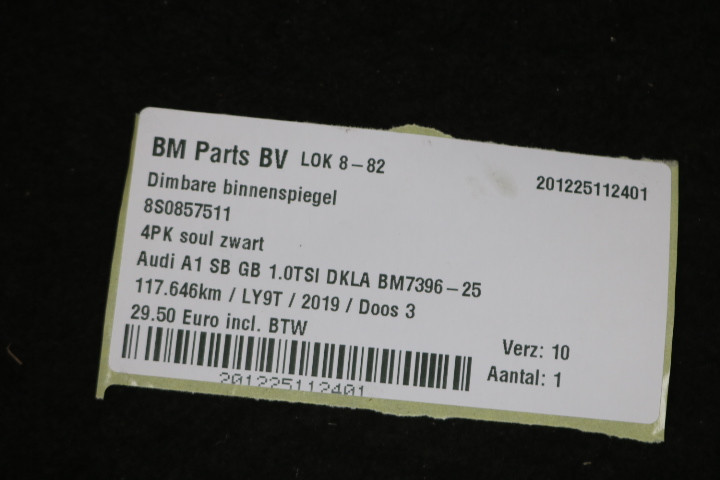 BM Parts BV LOK 8-82
201225112401
Dimbare binnenspiegel
8S0857511
4PK soul zwart
Audi A1 SB GB 1.0TSI DKLA BM7396-25
117.646km / LY9T / 2019 / Doos 3
29.50 Euro incl. BTW
Verz: 10
Aantal: 1
201225112401